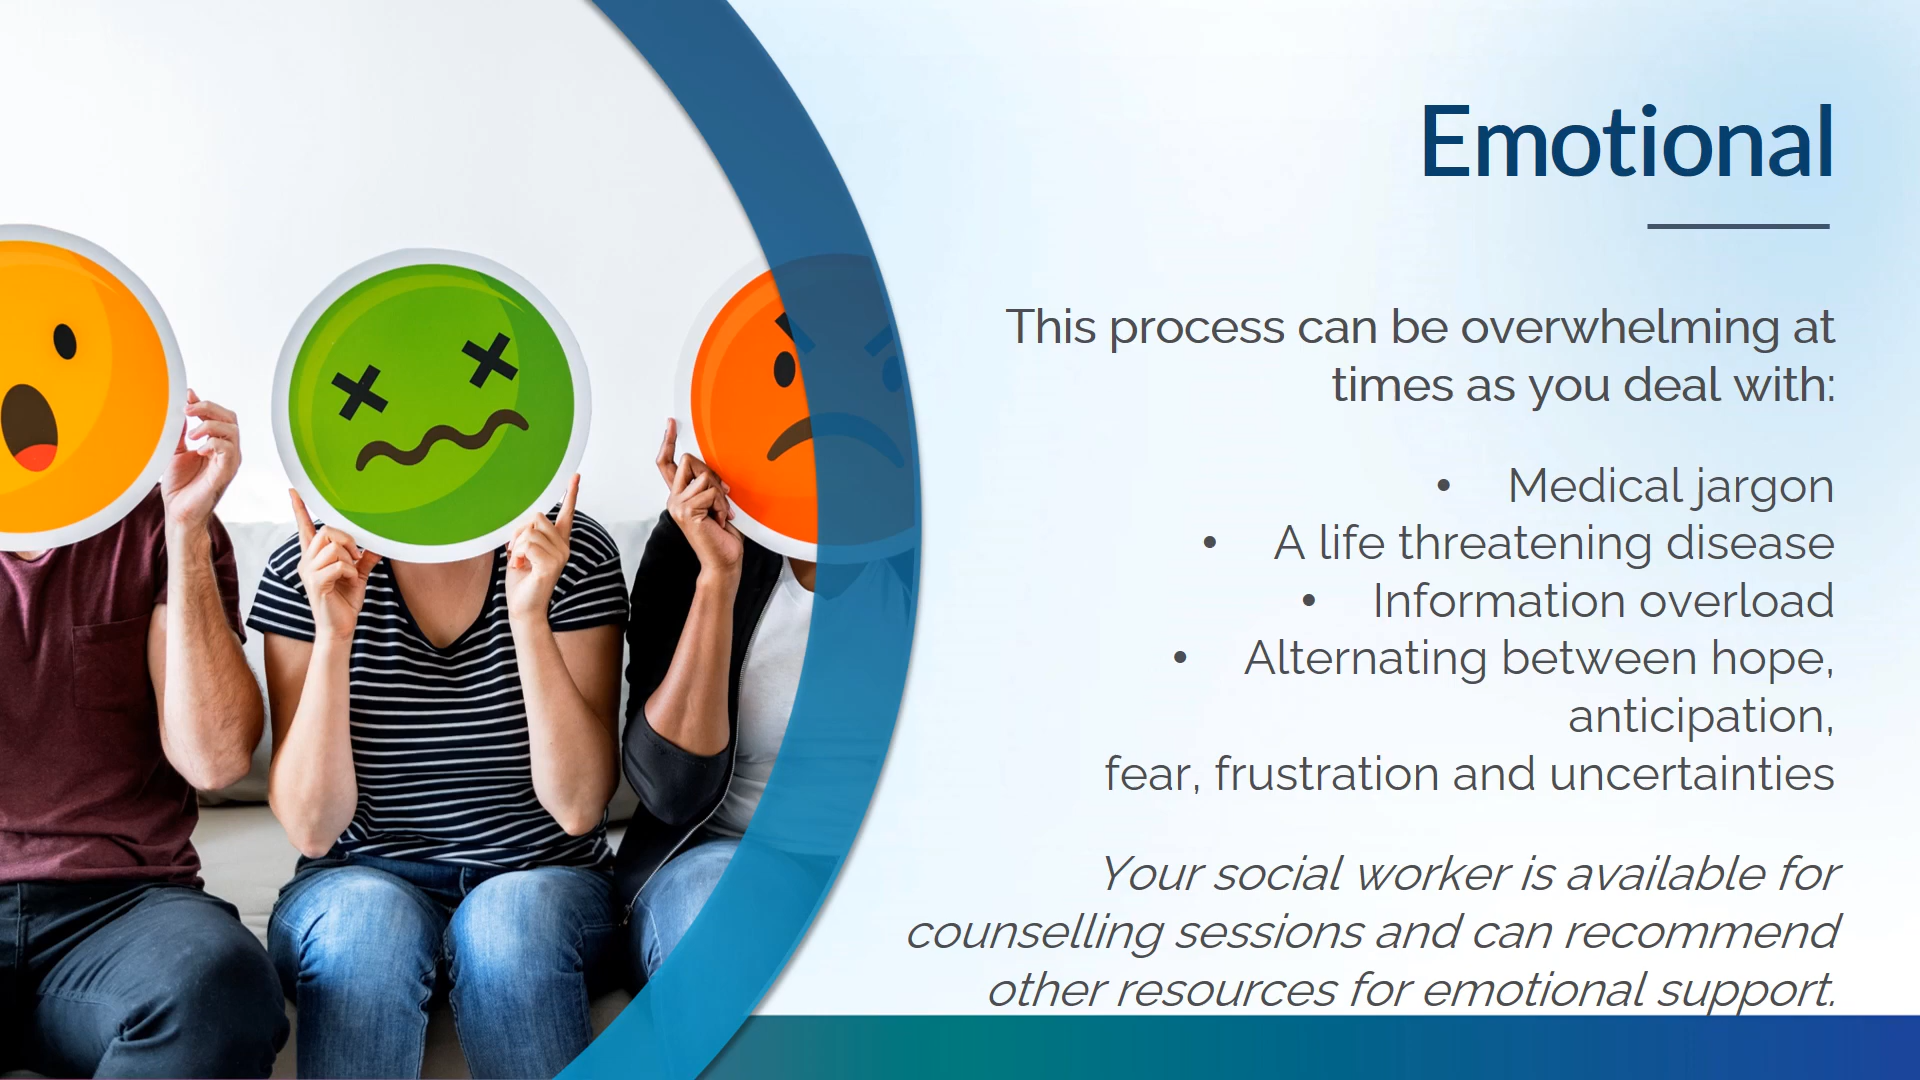 Emotional
This process can be overwhelming at
times as you deal with:
• Medical jargon
• A life threatening disease
• Information overload
• Alternating between hope,
anticipation,
fear, frustration and uncertainties
Your social worker is available for
counselling sessions and can recommend
other resources for emotional support.